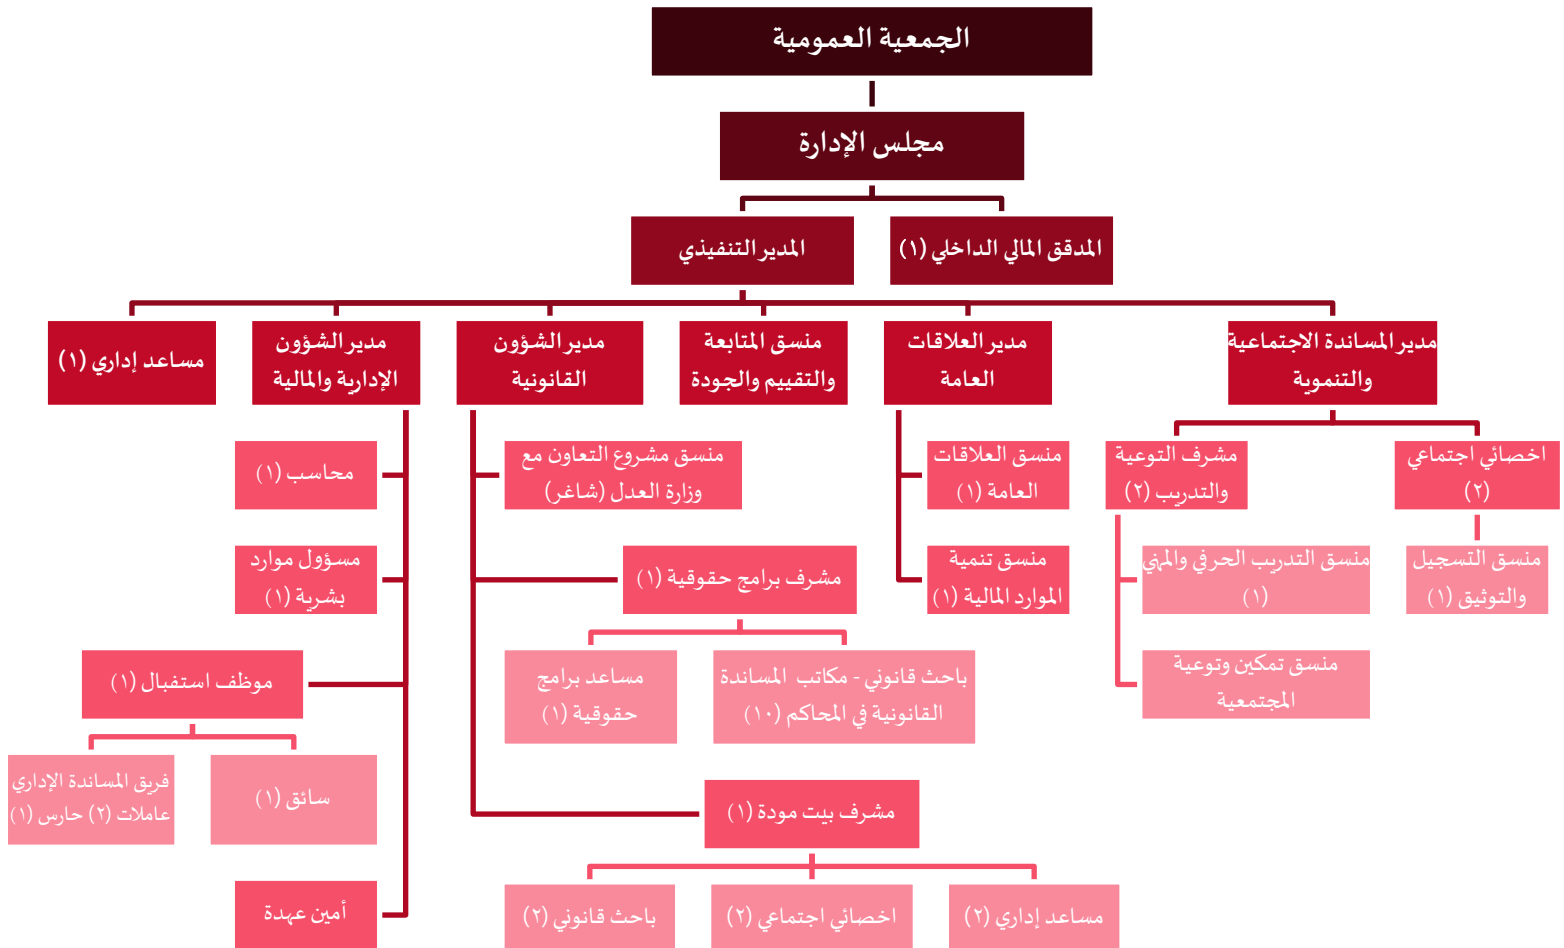 الجمعية العمومية
مجلس الإدارة
المدقق المالي الداخلي (١)
المدير التنفيذي
مدير المساندة الاجتماعية
والتنموية
مدير العلاقات
العامة
منسق المتابعة
والتقييم والجودة
مدير الشؤون
القانونية
مدير الشؤون
الإدارية والمالية
مساعد إداري (١)
اخصائي اجتماعي
(٢)
منسق التسجيل
والتوثيق (١)
مشرف التوعية
والتدريب (٢)
منسق التدريب الحرفي والمهني
(١)
منسق تمكين وتوعية
المجتمعية
منسق العلاقات
العامة (١)
منسق تنمية
الموارد المالية (١)
منسق مشروع التعاون مع
وزارة العدل (شاغر)
مشرف برامج حقوقية (١)
باحث قانوني - مكاتب المساندة
القانونية في المحاكم (١٠)
مساعد برامج
حقوقية (١)
مشرف بيت مودة (١)
مساعد إداري (٢)
اخصائي اجتماعي (٢)
باحث قانوني (٢)
محاسب (١)
مسؤول موارد
بشرية (١)
موظف استفبال (١)
سائق (١)
فريق المساندة الإداري
عاملات (٢) حارس (١)
أمين عهدة